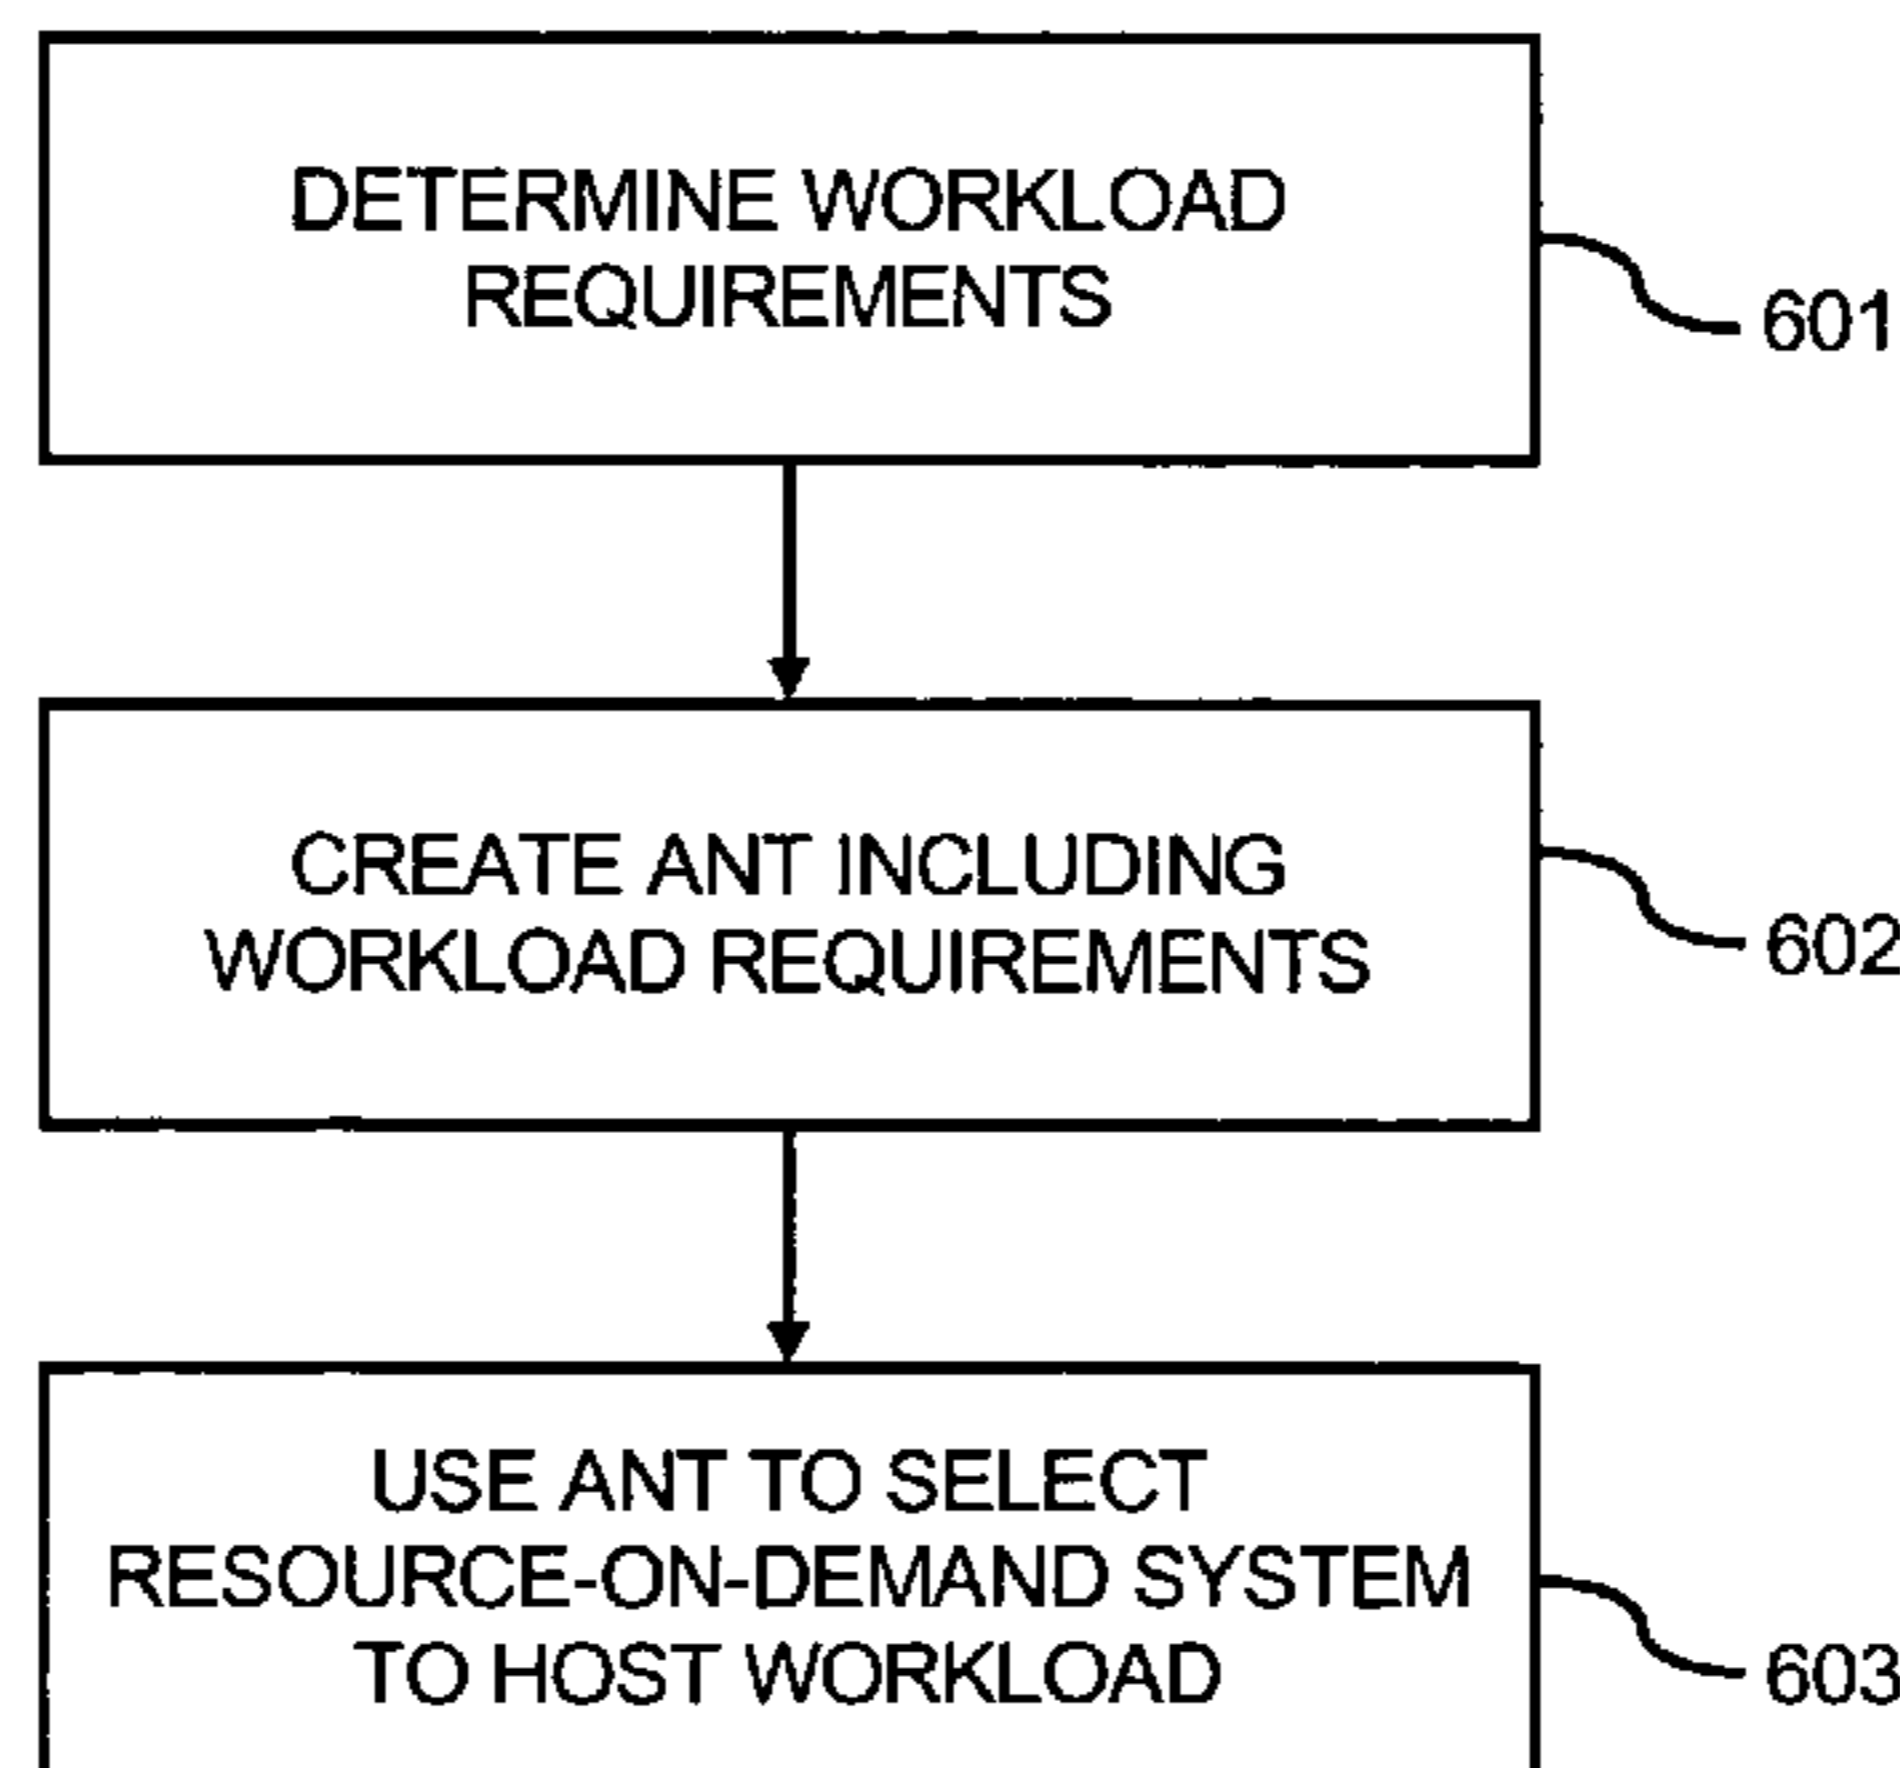 DETERMINE WORKLOAD
REQUIREMENTS
601
CREATE ANT INCLUDING
WORKLOAD REQUIREMENTS
602
USE ANT TO SELECT
RESOURCE-ON-DEMAND SYSTEM
TO HOST WORKLOAD
603